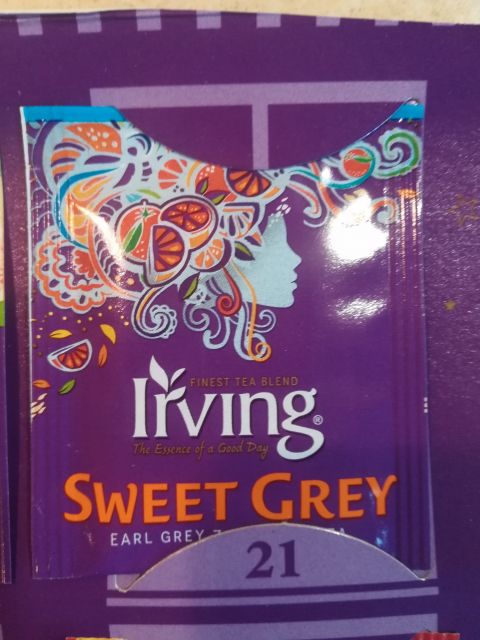 FINEST TEA BLEND
Irving®
The Essence of a Good Day
SWEET GREY
EARL GREY
21